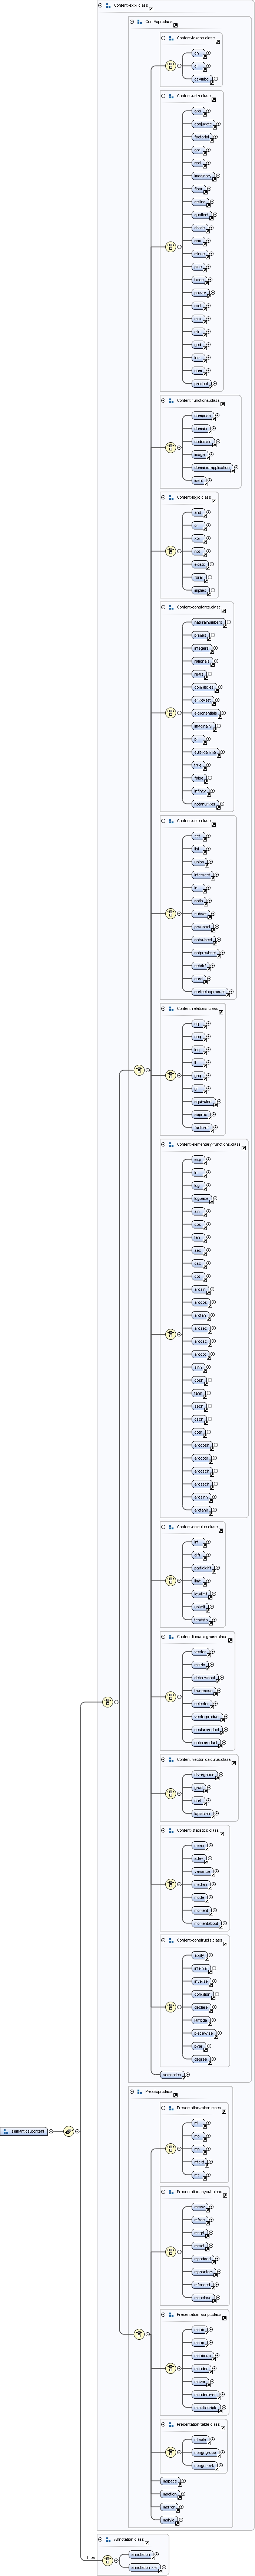 Content-expr.class
ContExpr.class
Content-tokens.class
cn
ci
csymbol
Content-arith.class
abs
conjugate
factorial
arg
real
imaginary
floor
ceiling
quotient
divide
rem
minus
plus
times
power
root
max
min
gcd
lcm
sum
product
Content-functions.class
compose
domain
codomain
image
domainofapplication
ident
Content-logic.class
and
or
xor
not
exists
forall
implies
Content-constants.class
naturalnumbers
primes
integers
rationals
reals
complexes
emptyset
exponentiale
imaginaryi
pi
eulergamma
true
false
infinity
notanumber
Content-sets.class
set
list
union
intersect
in
notin
subset
prsubset
notsubset
notprsubset
setdiff
card
cartesianproduct
Content-relations.class
eq
neq
leq
lt
geq
gt
equivalent
approx
factorof
Content-elementary-functions.class
exp
ln
log
logbase
sin
cos
tan
sec
csc
cot
arcsin
arccos
arctan
arcsec
arccsc
arccot
sinh
cosh
tanh
sech
csch
coth
arccosh
arccoth
arccsch
arcsech
arcsinh
arctanh
Content-calculus.class
int
diff
partialdiff
limit
lowlimit
uplimit
tendsto
Content-linear-algebra.class
vector
matrix
determinant
transpose
selector
vectorproduct
scalarproduct
outerproduct
Content-vector-calculus.class
divergence
grad
curl
laplacian
Content-statistics.class
mean
sdev
variance
median
mode
moment
momentabout
Content-constructs.class
apply
interval
inverse
condition
declare
lambda
piecewise
bvar
degree
semantics
PresExpr.class
Presentation-token.class
mi
mn
mo
mtext
ms
Presentation-layout.class
mrow
mfrac
msqrt
mroot
mpadded
mphantom
mfenced
menclose
Presentation-script.class
msub
msup
msubsup
munder
mover
munderover
mmultiscripts
Presentation-table.class
mtable
maligngroup
malignmark
mspace
maction
merror
mstyle
semantics.content
Annotation.class
1..∞
annotation
annotation-xml